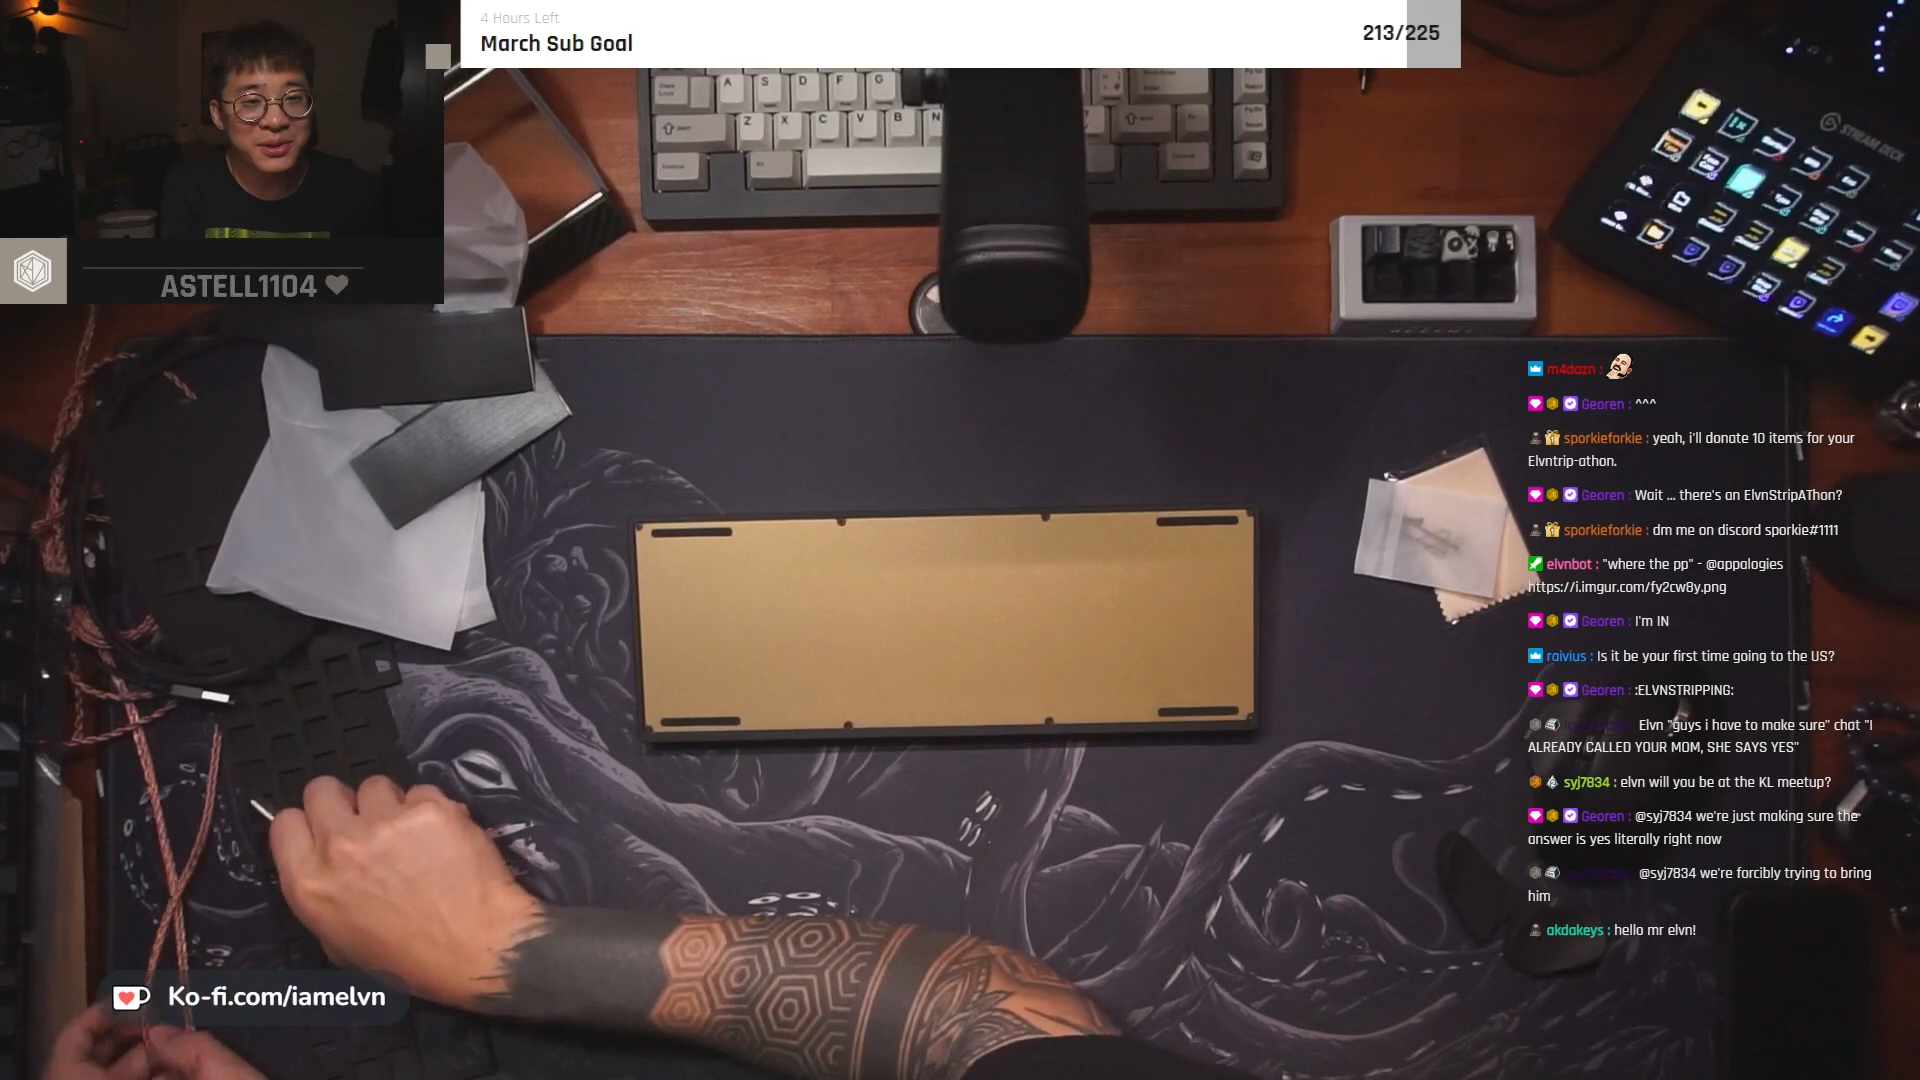 4 Hours Left
March Sub Goal
213/225
ASTELL1104
A S D F G
Z X C V B N
STREAM DECK
m4dazn :
Georen : ^^^
sporkieforkie : yeah, i'll donate 10 items for your
Elvntrip-athon.
Georen : Wait ... there's an ElvnStripAThon?
sporkieforkie : dm me on discord sporkie#1111
elvnbot : "where the pp" - @appalogies
https://i.imgur.com/fy2cw8y.png
Georen : I'm IN
raivius : Is it be your first time going to the US?
Georen : :ELVNSTRIPPING:
Elvn "guys i have to make sure" chat "I
ALREADY CALLED YOUR MOM, SHE SAYS YES"
syj7834 : elvn will you be at the KL meetup?
Georen : @syj7834 we're just making sure the
answer is yes literally right now
@syj7834 we're forcibly trying to bring
him
akdakeys : hello mr elvn!
Ko-fi.com/iamelvn